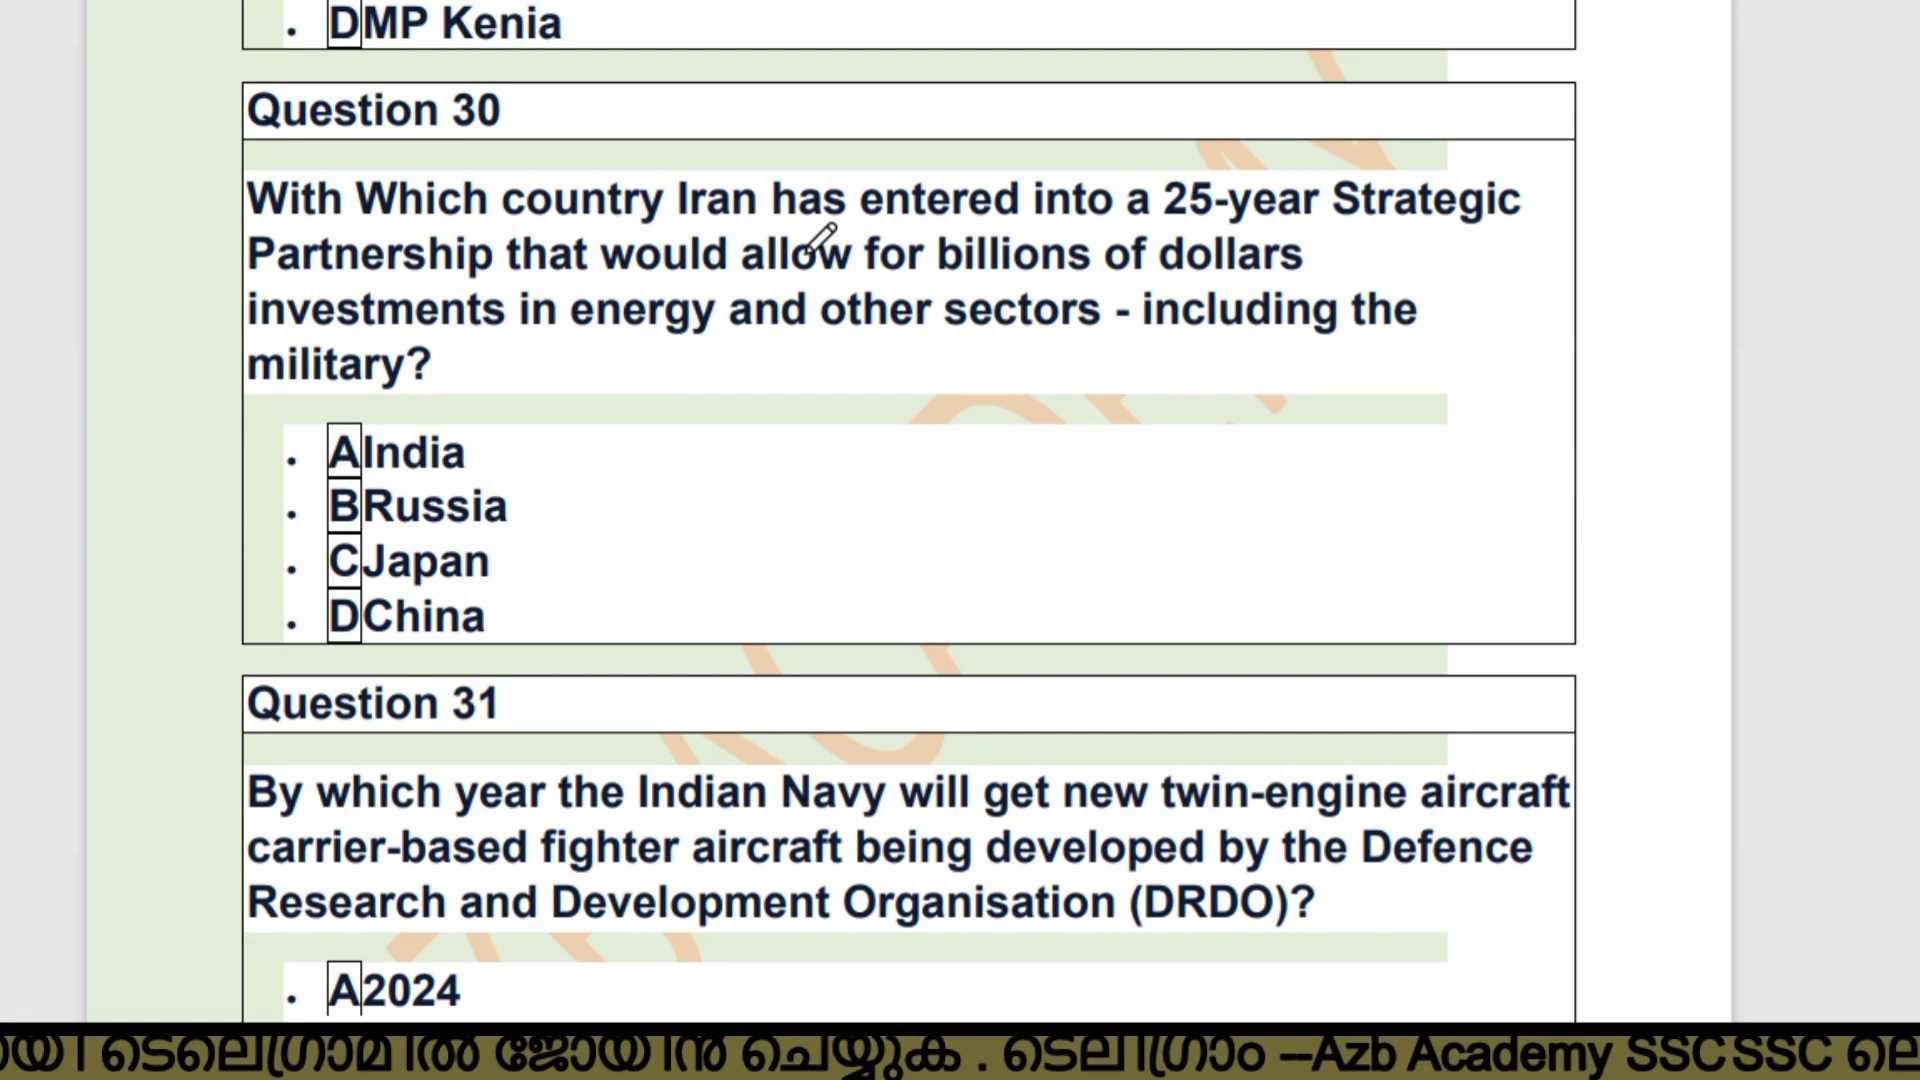 . DMP Kenia
Question 30
With Which country Iran has entered into a 25-year Strategic
Partnership that would allow for billions of dollars
investments in energy and other sectors - including the
military?
. AIndia
. BRussia
. CJapan
. DChina
Question 31
By which year the Indian Navy will get new twin-engine aircraft
carrier-based fighter aircraft being developed by the Defence
Research and Development Organisation (DRDO)?
. A2024
ടെലെഗ്രാമിൽ ജോയിൻ ചെയ്യുക . ടെലിഗ്രാം –Azb Academy SSC SSC